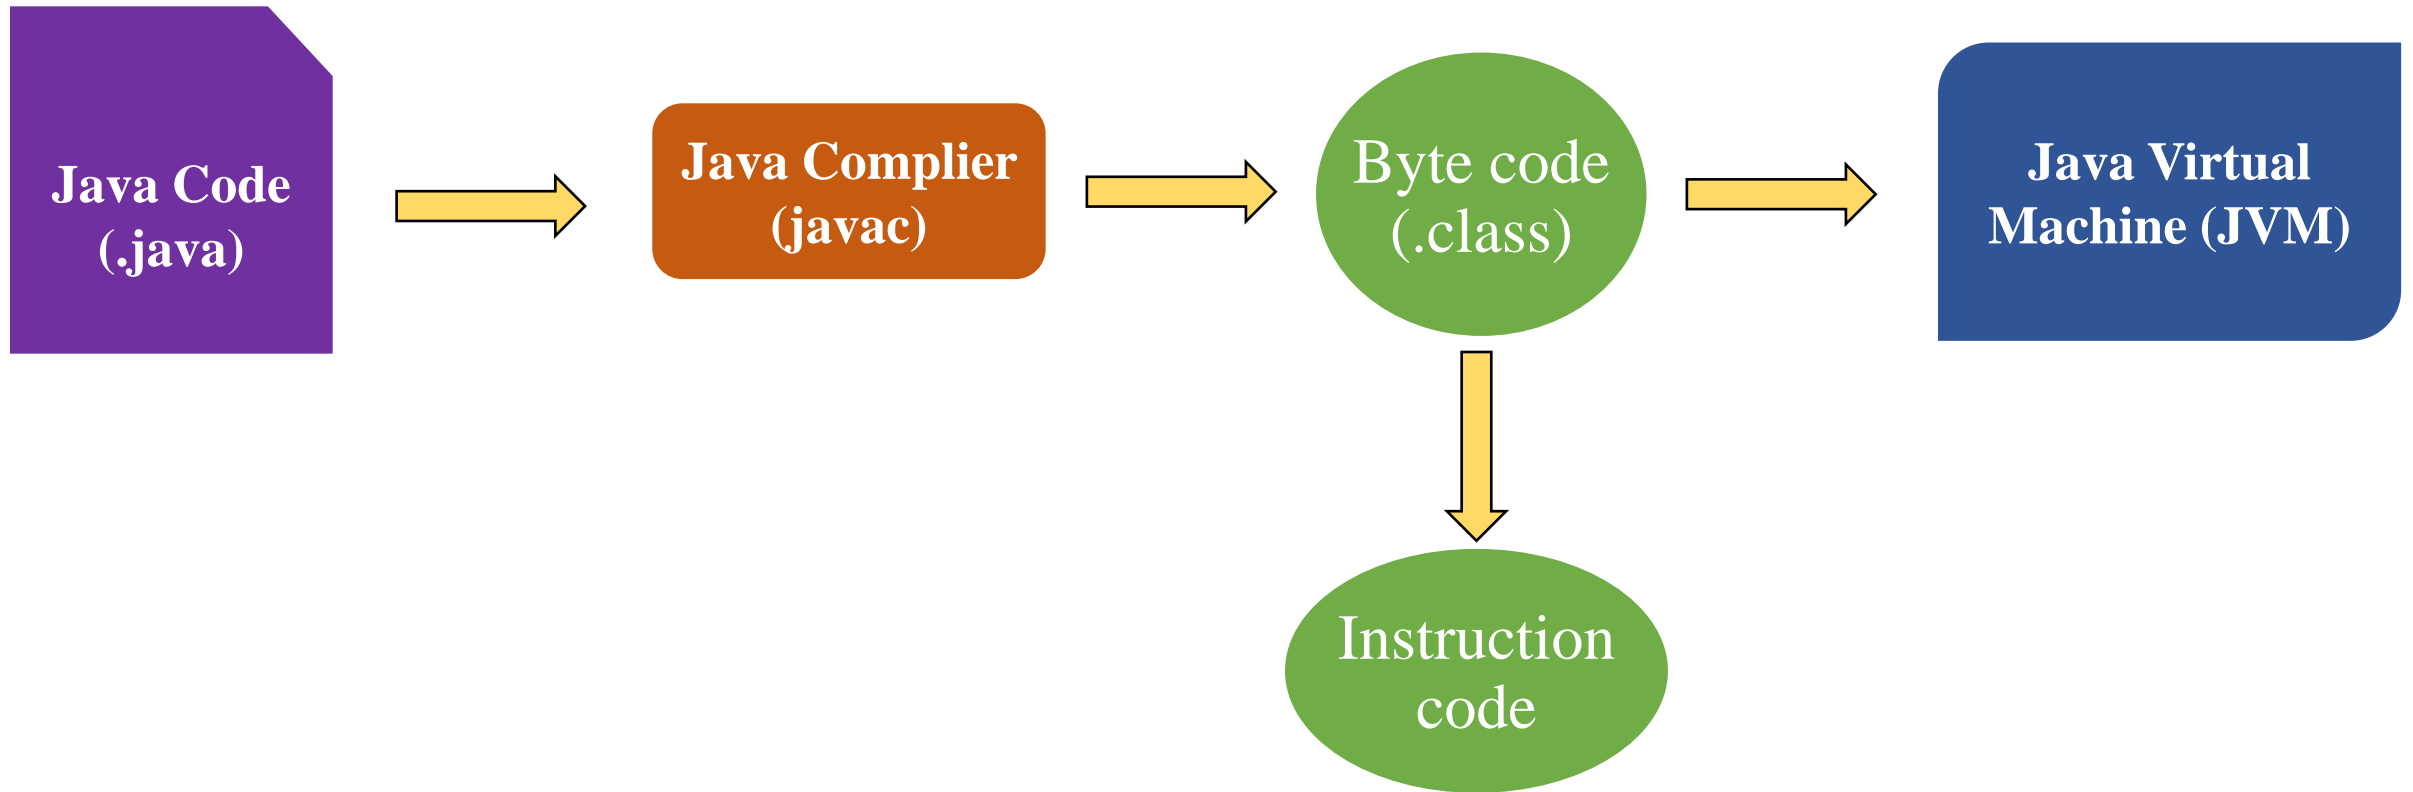 Java Code
(.java)
Java Complier
(javac)
Byte code
(.class)
Java Virtual
Machine (JVM)
Instruction
code